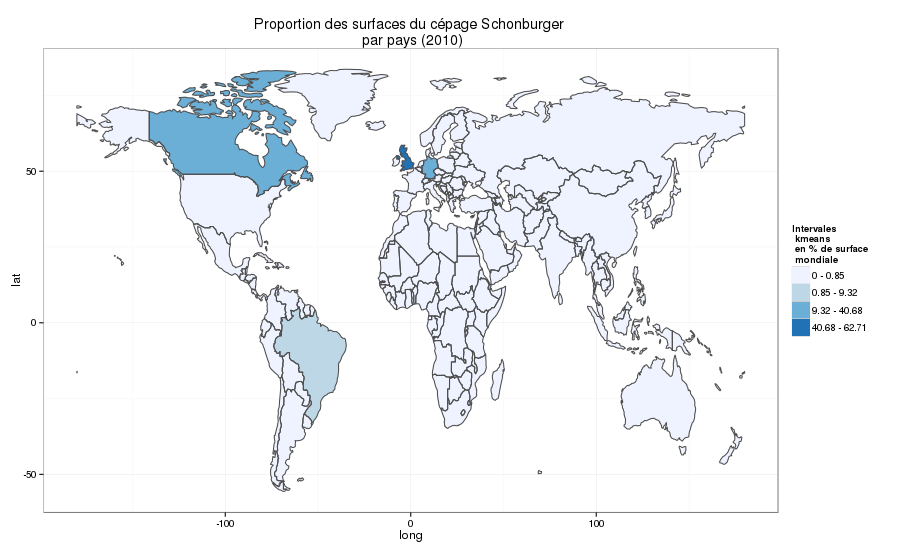 Proportion des surfaces du cépage Schonburger
par pays (2010)
50
0
-50
lat
-100
0
100
long
Intervales
kmeans
en % de surface
mondiale
0 - 0.85
0.85 - 9.32
9.32 - 40.68
40.68 - 62.71